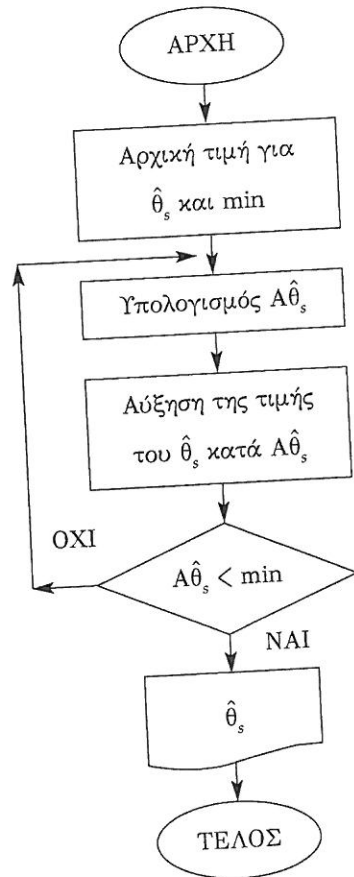 ΑΡΧΗ
Αρχική τιμή για
θ̂ₛ και min
Υπολογισμός Αθ̂ₛ
Αύξηση της τιμής
του θ̂ₛ κατά Αθ̂ₛ
ΟΧΙ
Αθ̂ₛ < min
ΝΑΙ
θ̂ₛ
ΤΕΛΟΣ